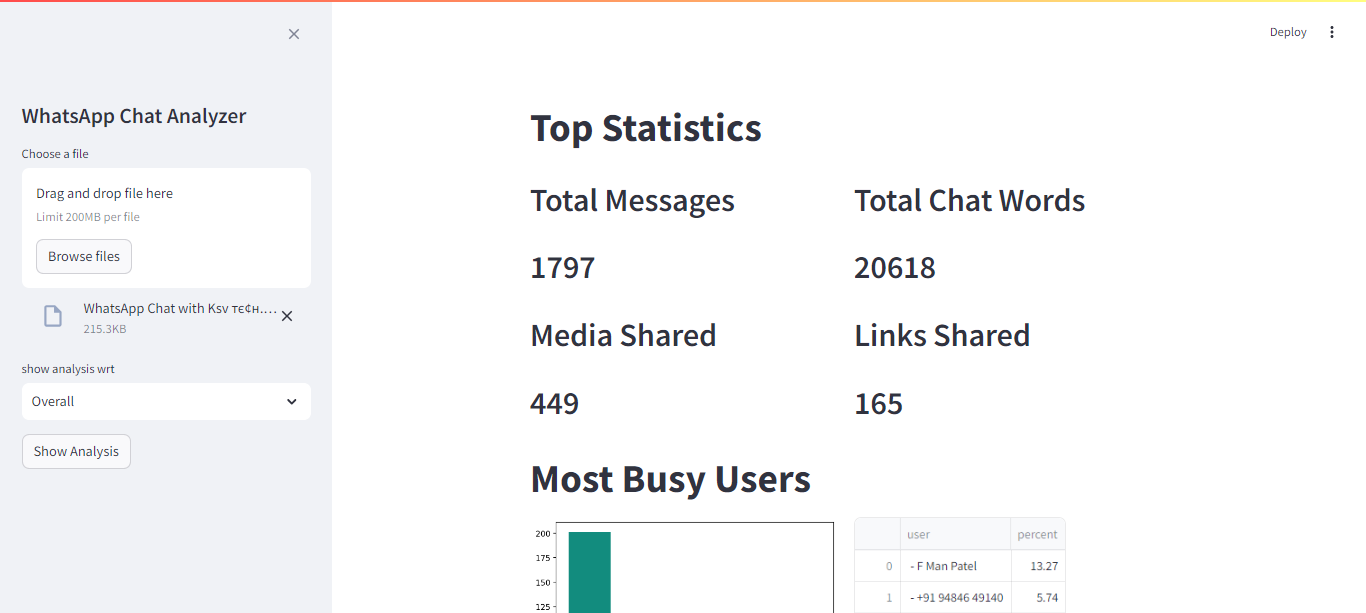 Deploy
WhatsApp Chat Analyzer
Choose a file
Drag and drop file here
Limit 200MB per file
Browse files
WhatsApp Chat with Ksv тє¢н....
215.3KB
show analysis wrt
Overall
Show Analysis
Top Statistics
Total Messages Total Chat Words
1797 20618
Media Shared Links Shared
449 165
Most Busy Users
200
175
150
125
user percent
0 - F Man Patel 13.27
1 - +91 94846 49140 5.74